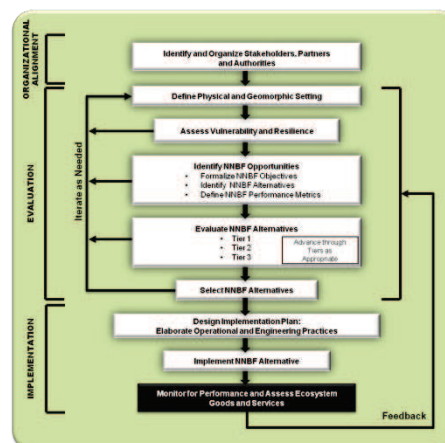 ORGANIZATIONAL
ALIGNMENT
Identify and Organize Stakeholders, Partners
and Authorities
EVALUATION
Iterate as Needed
Define Physical and Geomorphic Setting
Assess Vulnerability and Resilience
Identify NNBF Opportunities
• Formalize NNBF Objectives
• Identify NNBF Alternatives
• Define NNBF Performance Metrics
Evaluate NNBF Alternatives
• Tier 1
• Tier 2
• Tier 3
Advance through
Tiers as
Appropriate
Select NNBF Alternatives
IMPLEMENTATION
Design Implementation Plan:
Elaborate Operational and Engineering Practices
Implement NNBF Alternative
Monitor for Performance and Assess Ecosystem
Goods and Services
Feedback